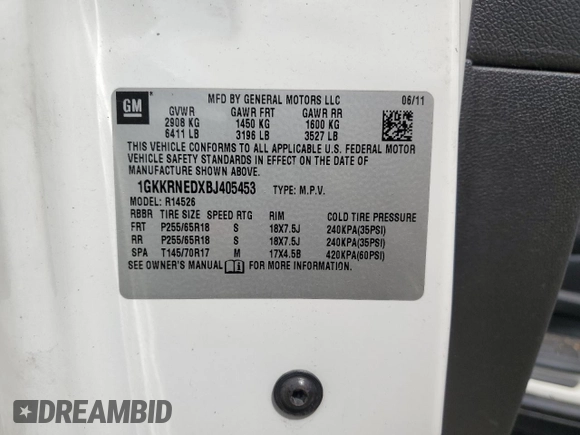 GM
MFD BY GENERAL MOTORS LLC 06/11
GVWR GAWR FRT GAWR RR
2908 KG 1450 KG 1600 KG
6411 LB 3196 LB 3527 LB
THIS VEHICLE CONFORMS TO ALL APPLICABLE U.S. FEDERAL MOTOR
VEHICLE SAFETY STANDARDS IN EFFECT ON THE DATE OF
MANUFACTURE SHOWN ABOVE.
1GKKRNEDXBJ405453 TYPE: M.P.V.
MODEL: R14526
RBBR TIRE SIZE SPEED RTG RIM COLD TIRE PRESSURE
FRT P255/65R18 S 18X7.5J 240KPA(35PSI)
RR P255/65R18 S 18X7.5J 240KPA(35PSI)
SPA T145/70R17 M 17X4.5B 420KPA(60PSI)
SEE OWNER'S MANUAL FOR MORE INFORMATION.
DREAMBID